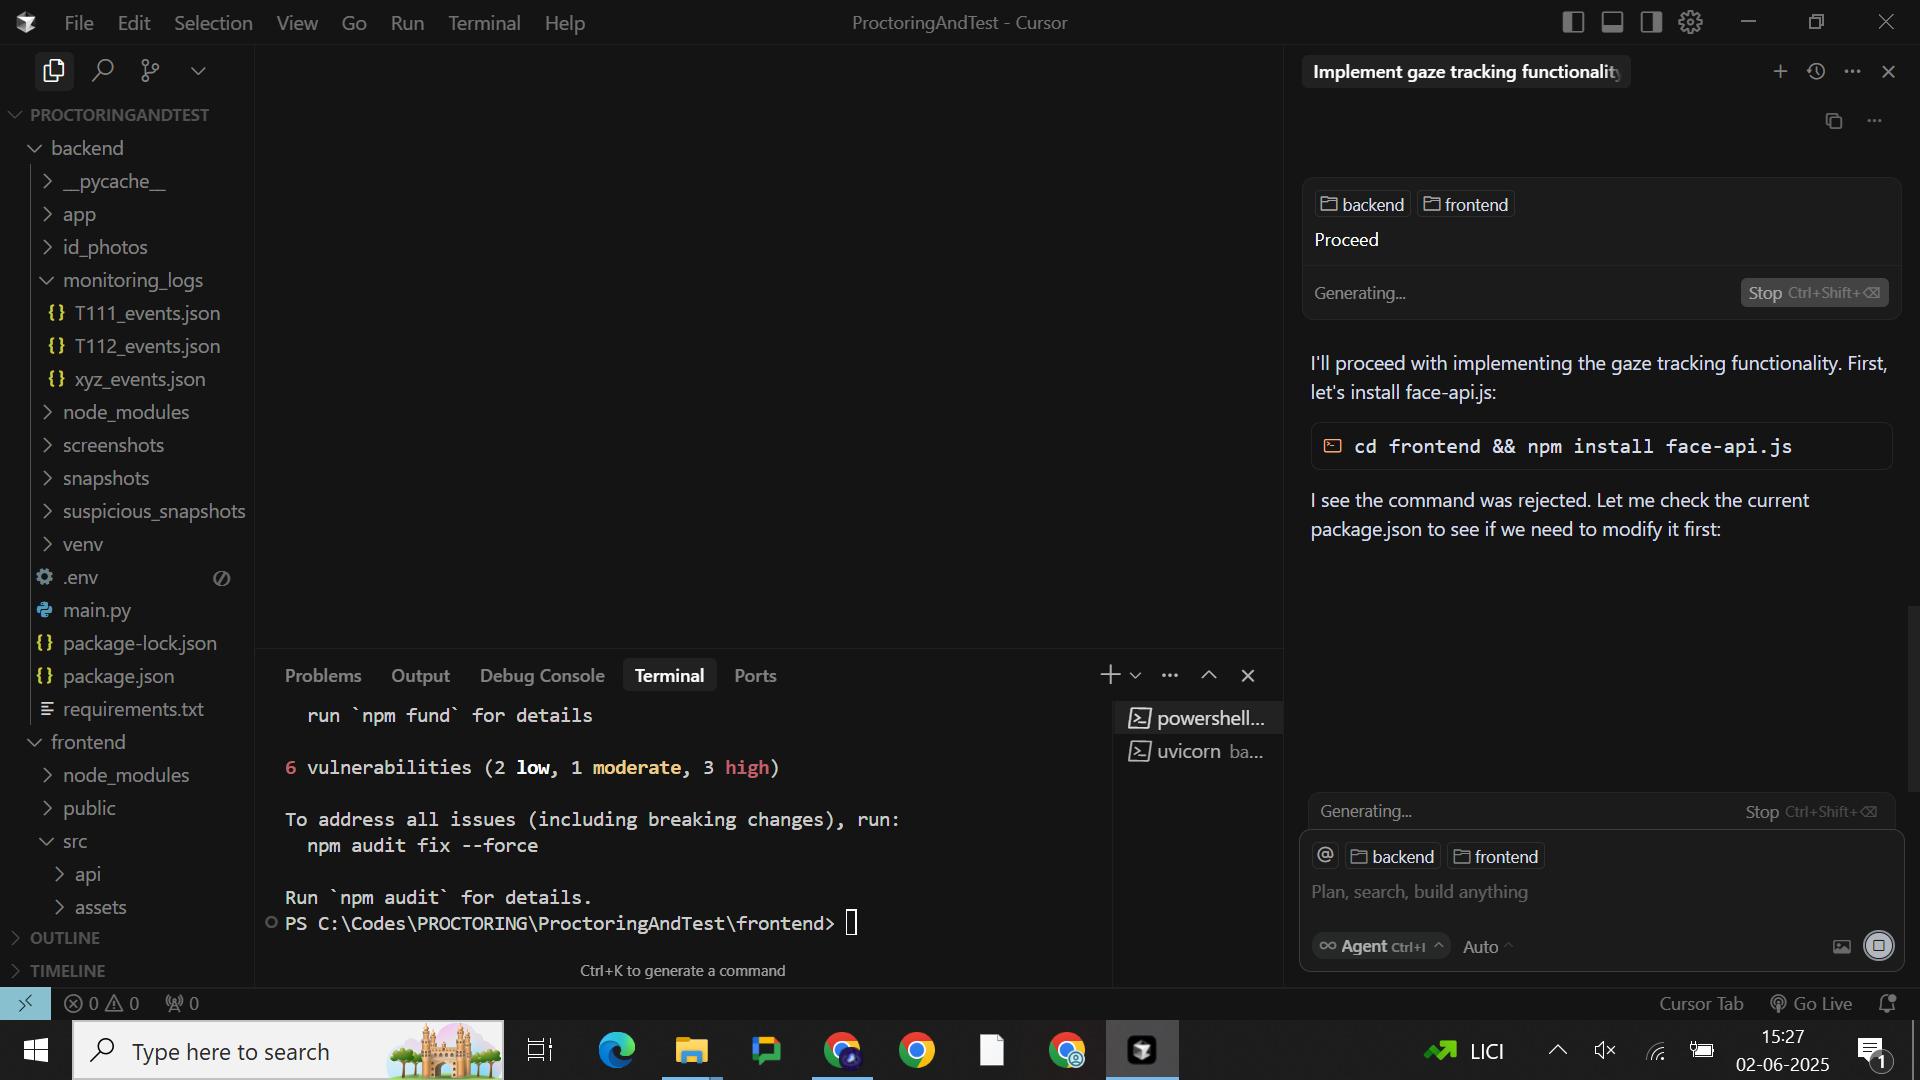 File Edit Selection View Go Run Terminal Help
ProctoringAndTest - Cursor
PROCTORINGANDTEST
backend
__pycache__
app
id_photos
monitoring_logs
T111_events.json
T112_events.json
xyz_events.json
node_modules
screenshots
snapshots
suspicious_snapshots
venv
.env
main.py
package-lock.json
package.json
requirements.txt
frontend
node_modules
public
src
api
assets
OUTLINE
TIMELINE
Problems Output Debug Console Terminal Ports
run `npm fund` for details
6 vulnerabilities (2 low, 1 moderate, 3 high)
To address all issues (including breaking changes), run:
npm audit fix --force
Run `npm audit` for details.
PS C:\Codes\PROCTORING\ProctoringAndTest\frontend>
Ctrl+K to generate a command
powershell...
uvicorn ba...
Implement gaze tracking functionality
backend frontend
Proceed
Generating... Stop Ctrl+Shift+⌫
I'll proceed with implementing the gaze tracking functionality. First,
let's install face-api.js:
cd frontend && npm install face-api.js
I see the command was rejected. Let me check the current
package.json to see if we need to modify it first:
Generating... Stop Ctrl+Shift+⌫
@ backend frontend
Plan, search, build anything
∞ Agent Ctrl+I Auto
0 0 0
Cursor Tab Go Live
Type here to search
LICI
15:27
02-06-2025
1